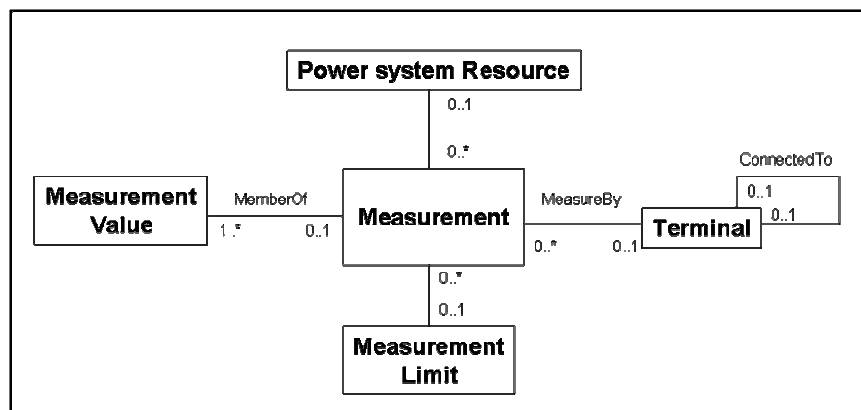 Power system Resource
0..1
0..*
ConnectedTo
Measurement
Value
MemberOf
1..*
0..1
Measurement
MeasureBy
0..*
0..1
Terminal
0..1
0..1
0..*
0..1
Measurement
Limit